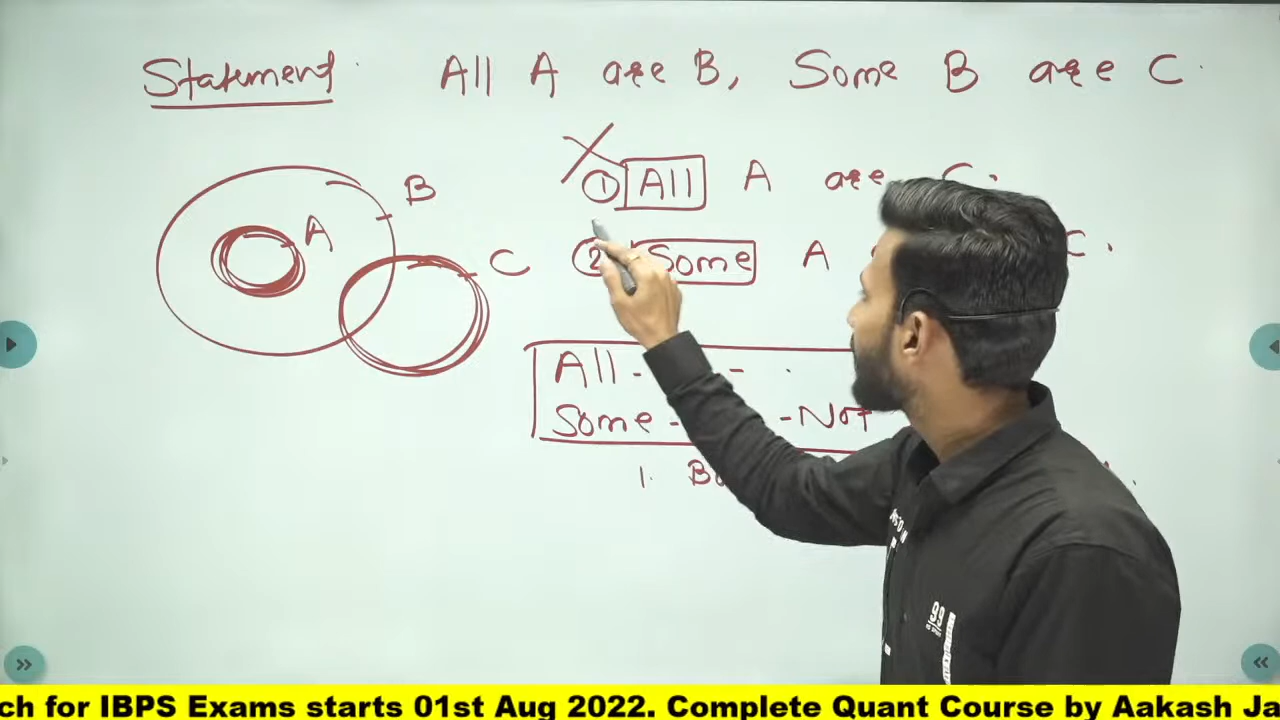 Statement All A are B, Some B are C.
① All A are C.
B
A
② Some A C.
C
All - - .
Some - - Not
1. B
ch for IBPS Exams starts 01st Aug 2022. Complete Quant Course by Aakash Ja